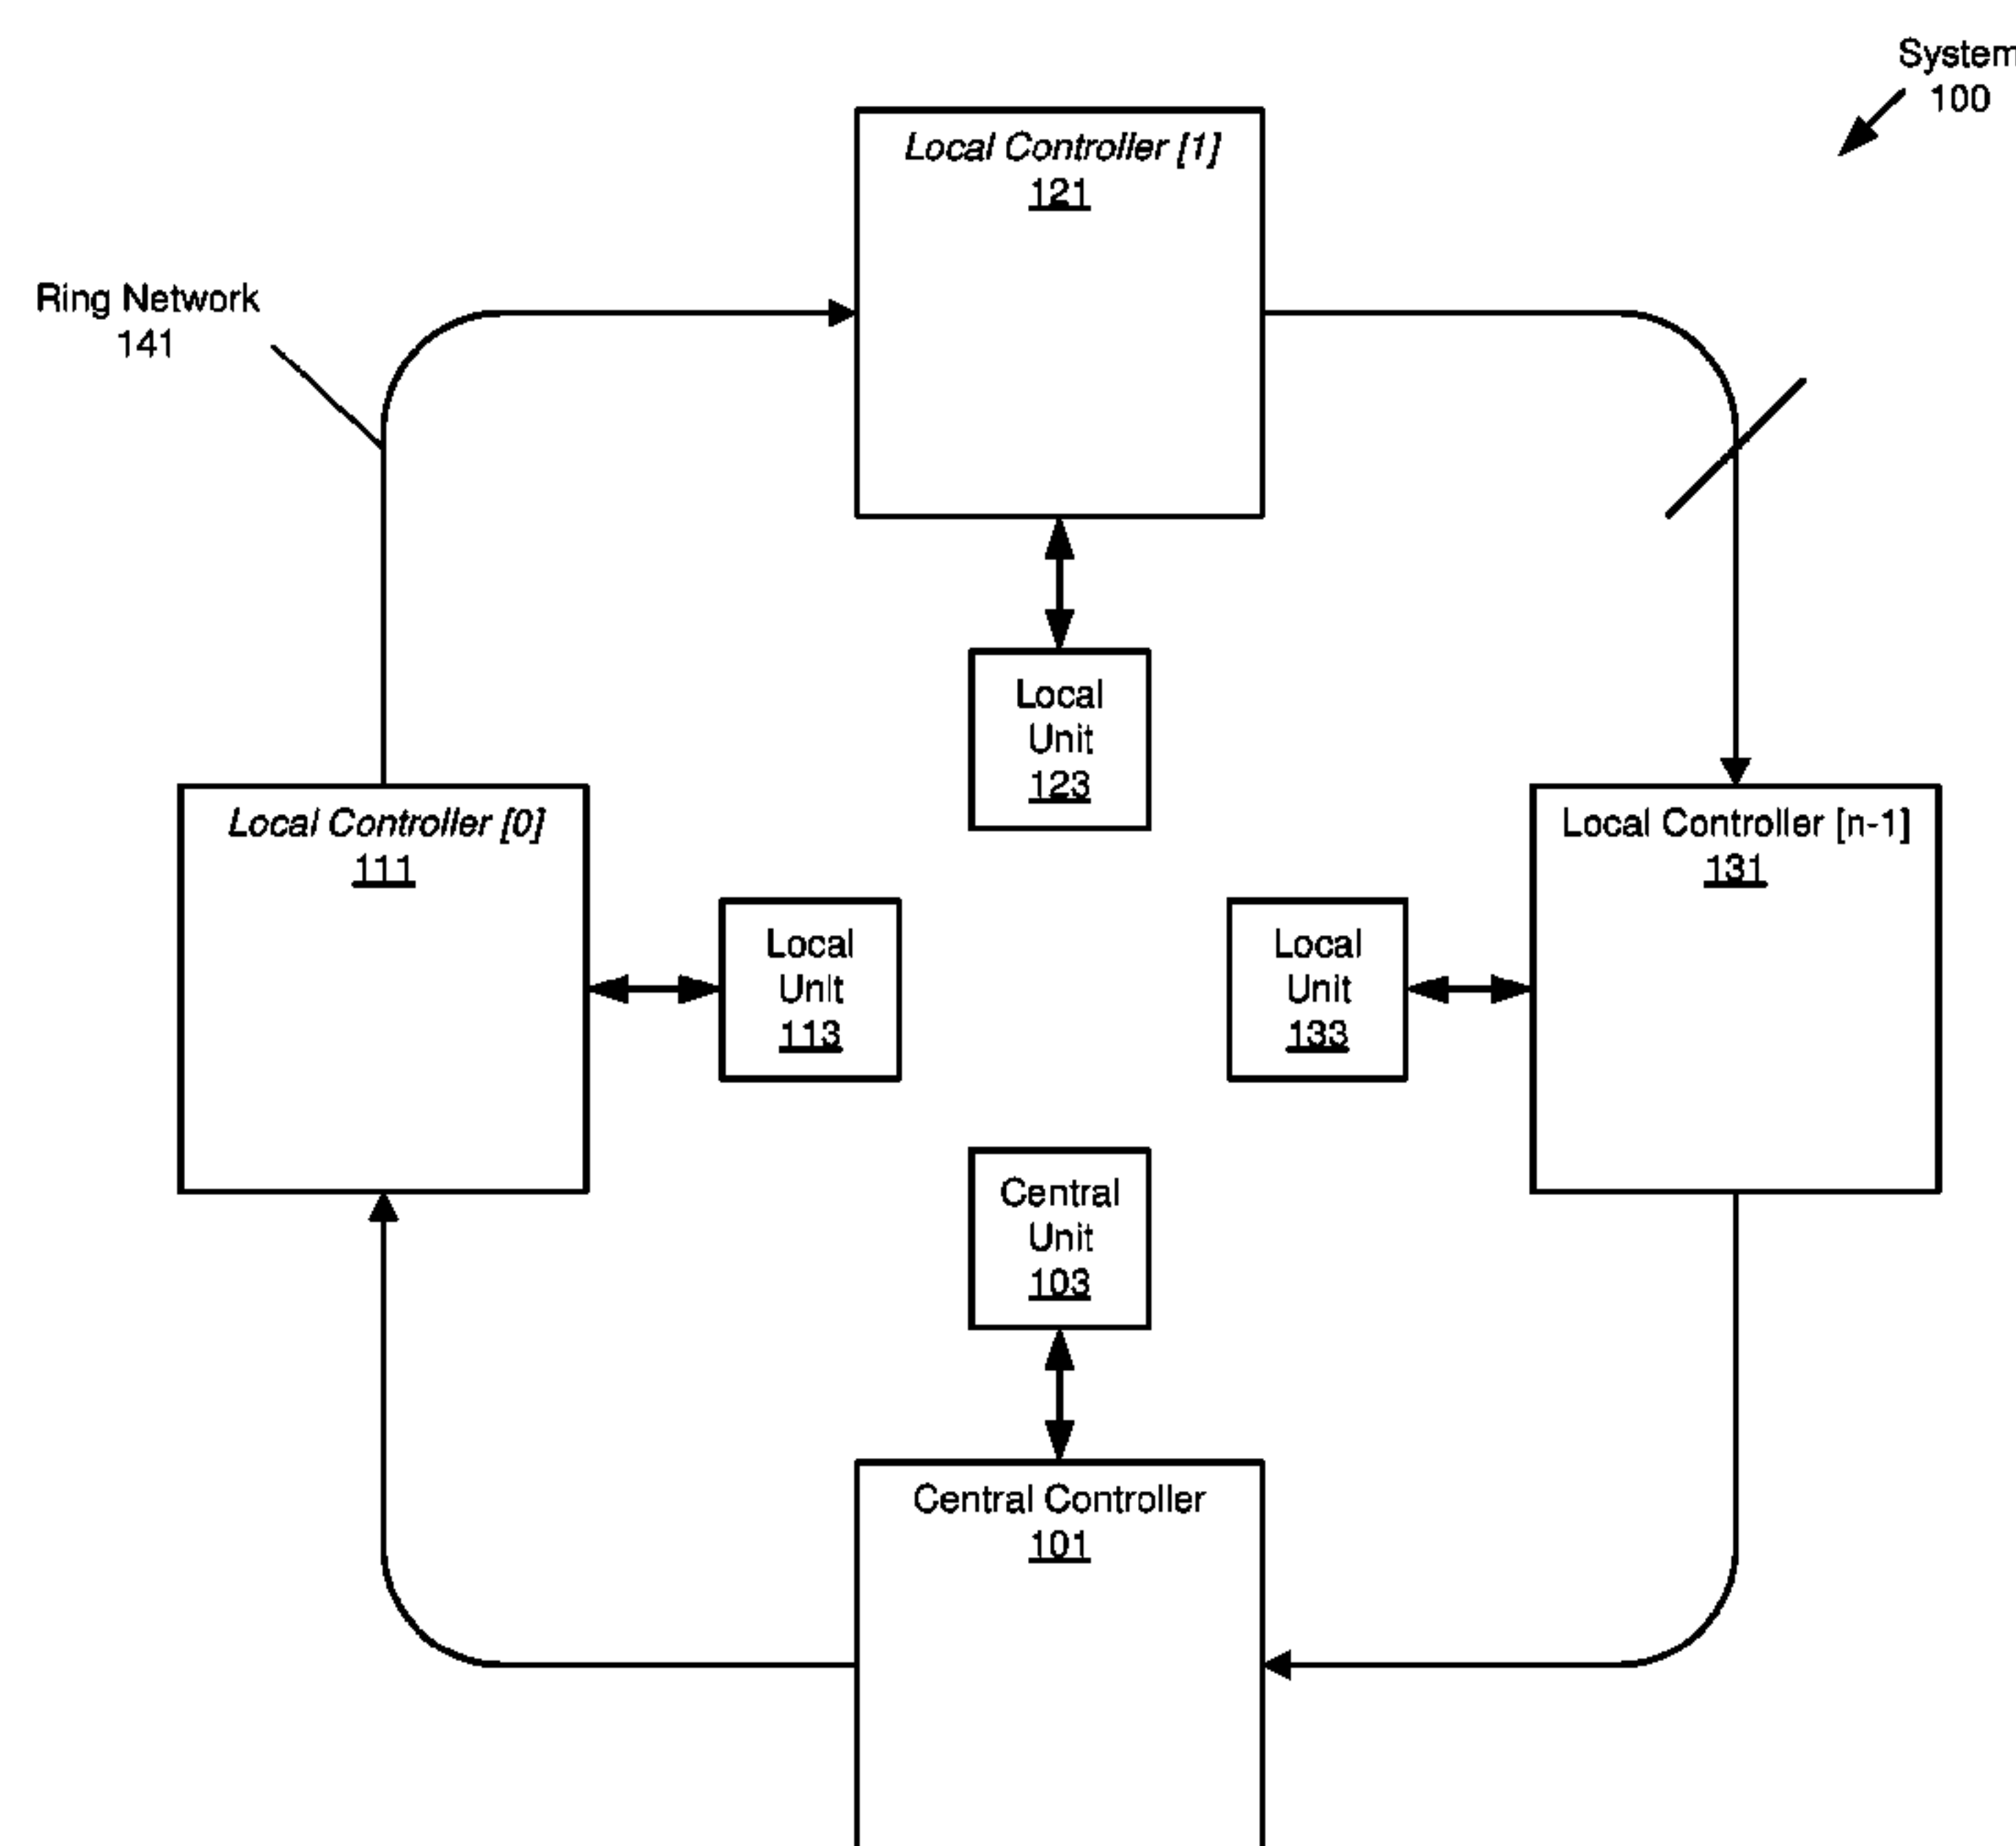 System
100
Local Controller [1]
121
Ring Network
141
Local
Unit
123
Local Controller [0]
111
Local Controller [n-1]
131
Local
Unit
113
Local
Unit
133
Central
Unit
103
Central Controller
101